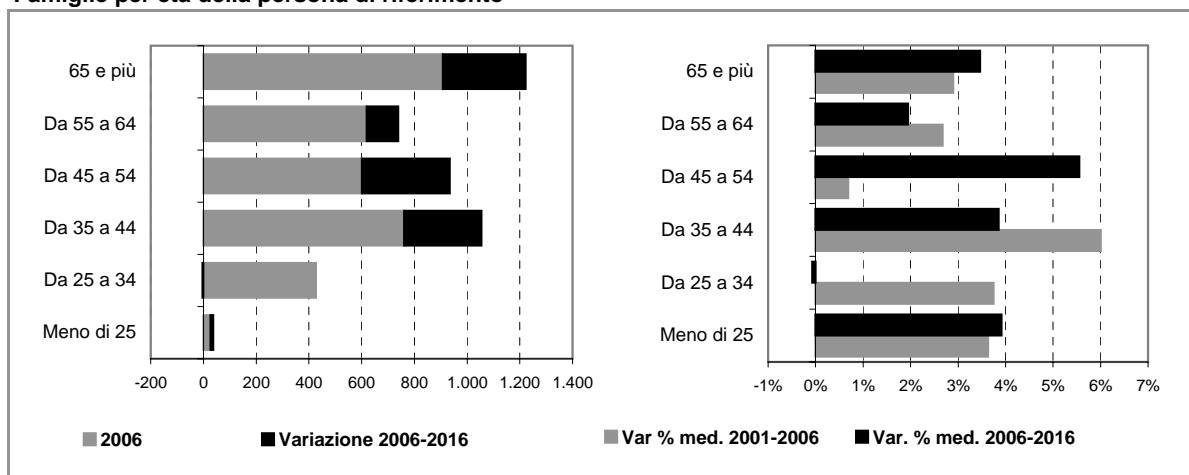 Famiglie per età della persona di riferimento
65 e più
Da 55 a 64
Da 45 a 54
Da 35 a 44
Da 25 a 34
Meno di 25
-200 0 200 400 600 800 1.000 1.200 1.400
2006 Variazione 2006-2016
65 e più
Da 55 a 64
Da 45 a 54
Da 35 a 44
Da 25 a 34
Meno di 25
-1% 0% 1% 2% 3% 4% 5% 6% 7%
Var % med. 2001-2006 Var. % med. 2006-2016